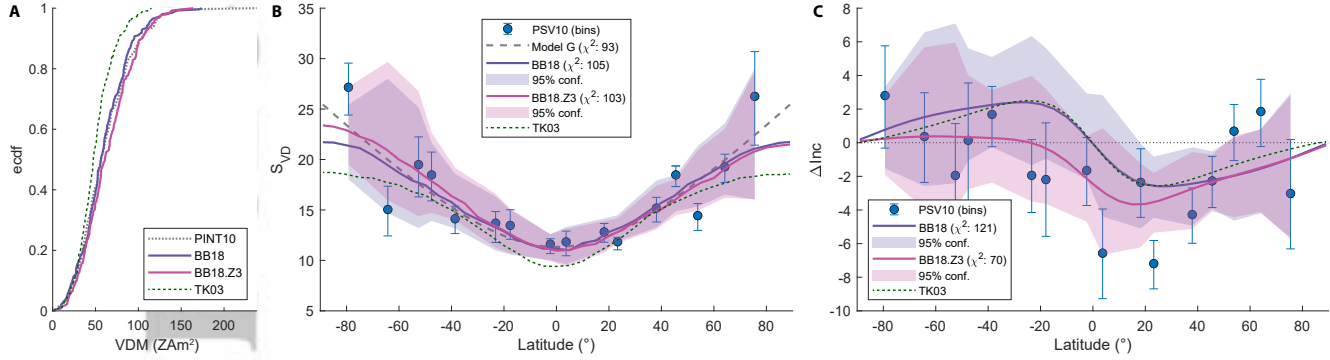 A
ecdf
1
0.8
0.6
0.4
0.2
0
0 50 100 150 200
VDM (ZAm²)
PINT10
BB18
BB18.Z3
TK03
B
S_VD
35
30
25
20
15
10
5
-80 -60 -40 -20 0 20 40 60 80
Latitude (°)
PSV10 (bins)
Model G (χ²: 93)
BB18 (χ²: 105)
95% conf.
BB18.Z3 (χ²: 103)
95% conf.
TK03
C
ΔInc
8
6
4
2
0
-2
-4
-6
-8
-10
-80 -60 -40 -20 0 20 40 60 80
Latitude (°)
PSV10 (bins)
BB18 (χ²: 121)
95% conf.
BB18.Z3 (χ²: 70)
95% conf.
TK03